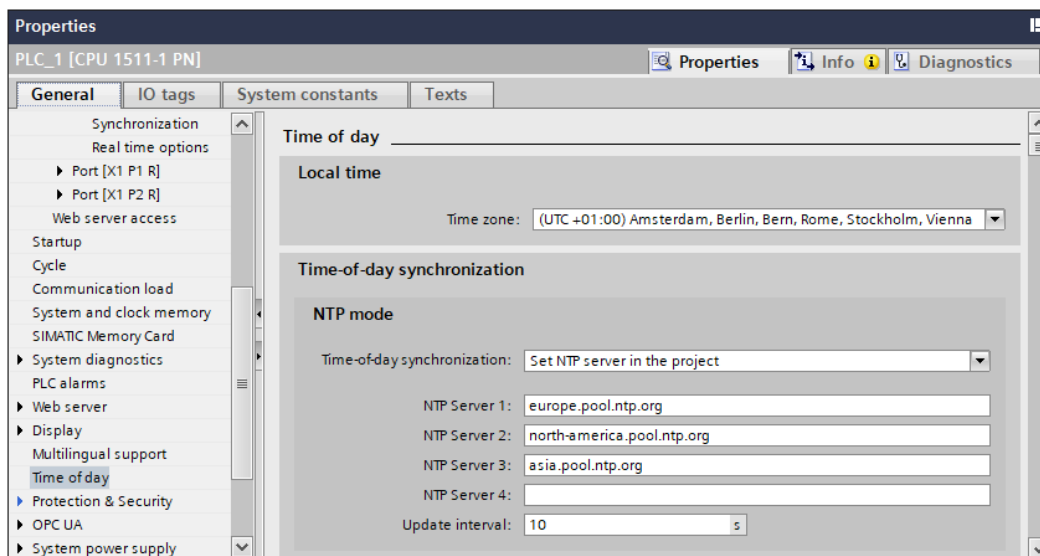 Properties
PLC_1 [CPU 1511-1 PN]
Properties
Info
Diagnostics
General
IO tags
System constants
Texts
Synchronization
Real time options
Port [X1 P1 R]
Port [X1 P2 R]
Web server access
Startup
Cycle
Communication load
System and clock memory
SIMATIC Memory Card
System diagnostics
PLC alarms
Web server
Display
Multilingual support
Time of day
Protection & Security
OPC UA
System power supply
Time of day
Local time
Time zone: (UTC +01:00) Amsterdam, Berlin, Bern, Rome, Stockholm, Vienna
Time-of-day synchronization
NTP mode
Time-of-day synchronization: Set NTP server in the project
NTP Server 1: europe.pool.ntp.org
NTP Server 2: north-america.pool.ntp.org
NTP Server 3: asia.pool.ntp.org
NTP Server 4:
Update interval: 10 s